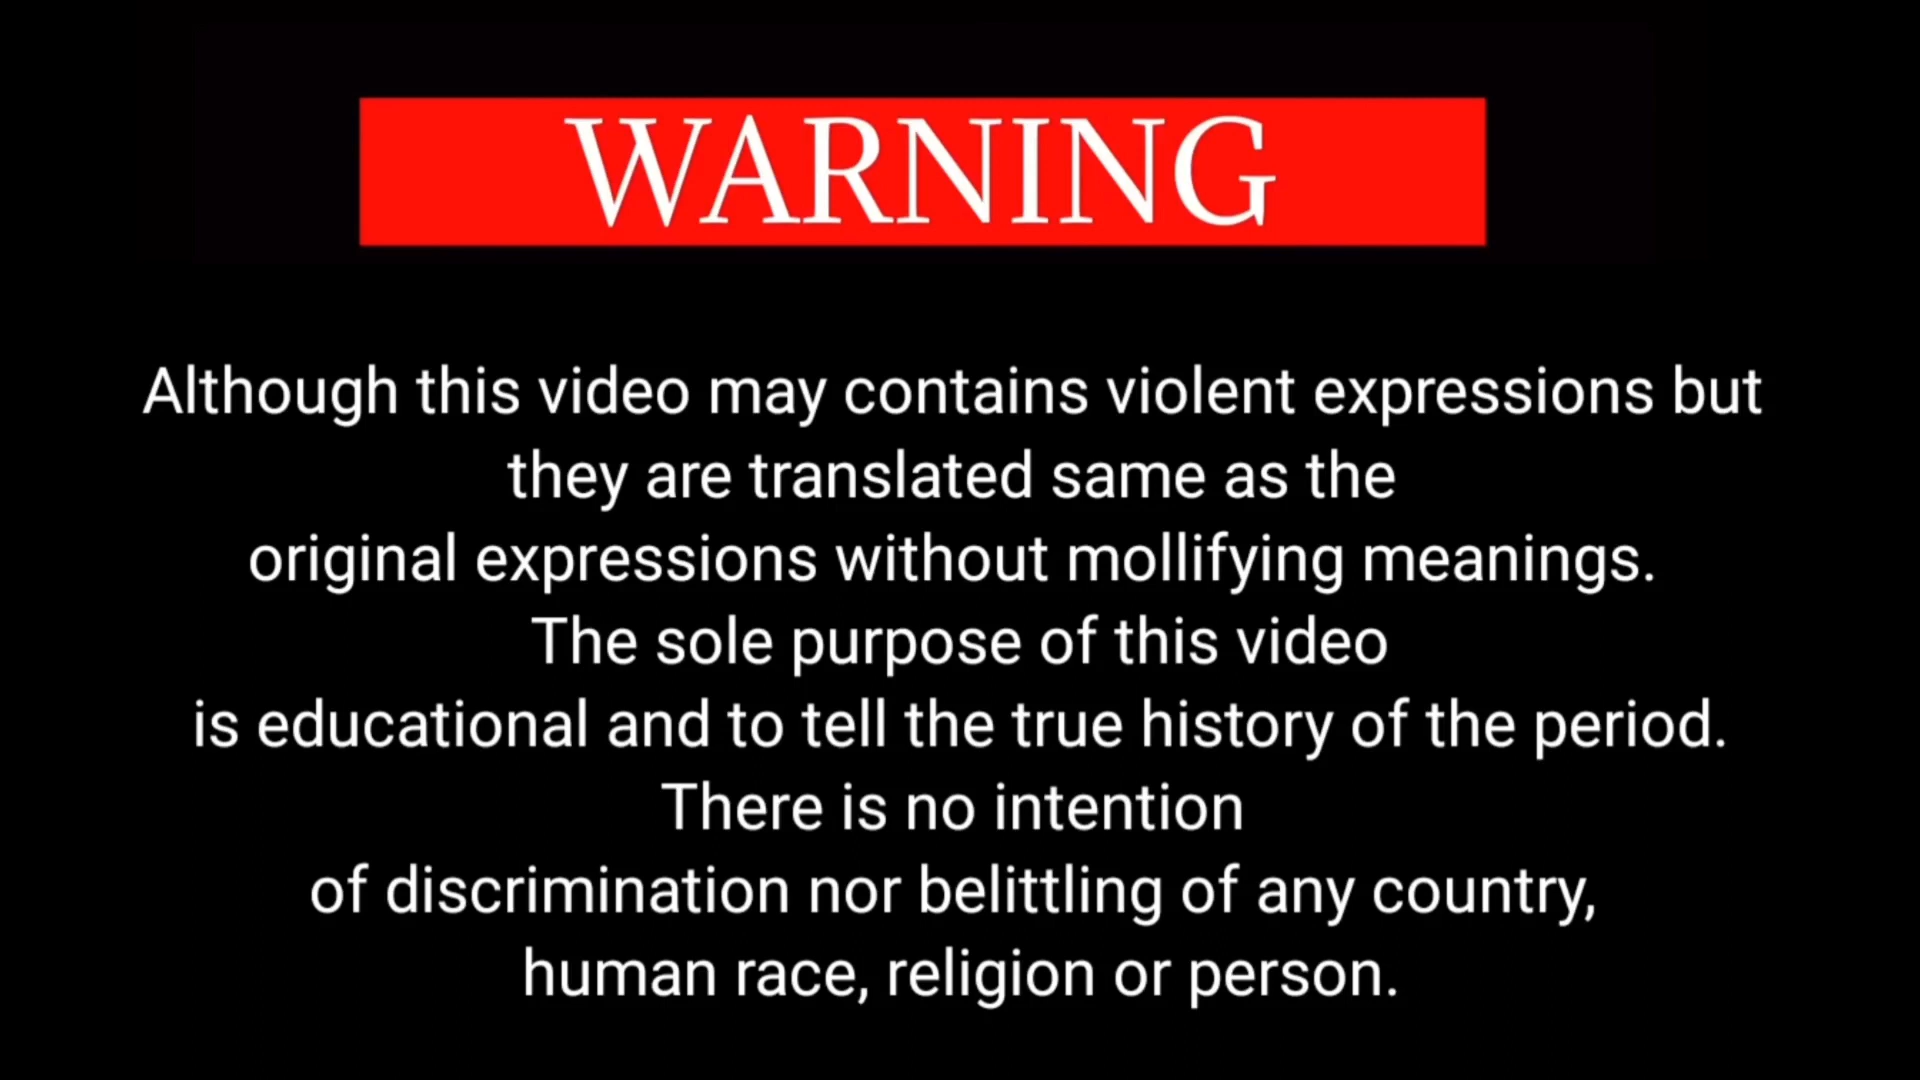 WARNING
Although this video may contains violent expressions but
they are translated same as the
original expressions without mollifying meanings.
The sole purpose of this video
is educational and to tell the true history of the period.
There is no intention
of discrimination nor belittling of any country,
human race, religion or person.